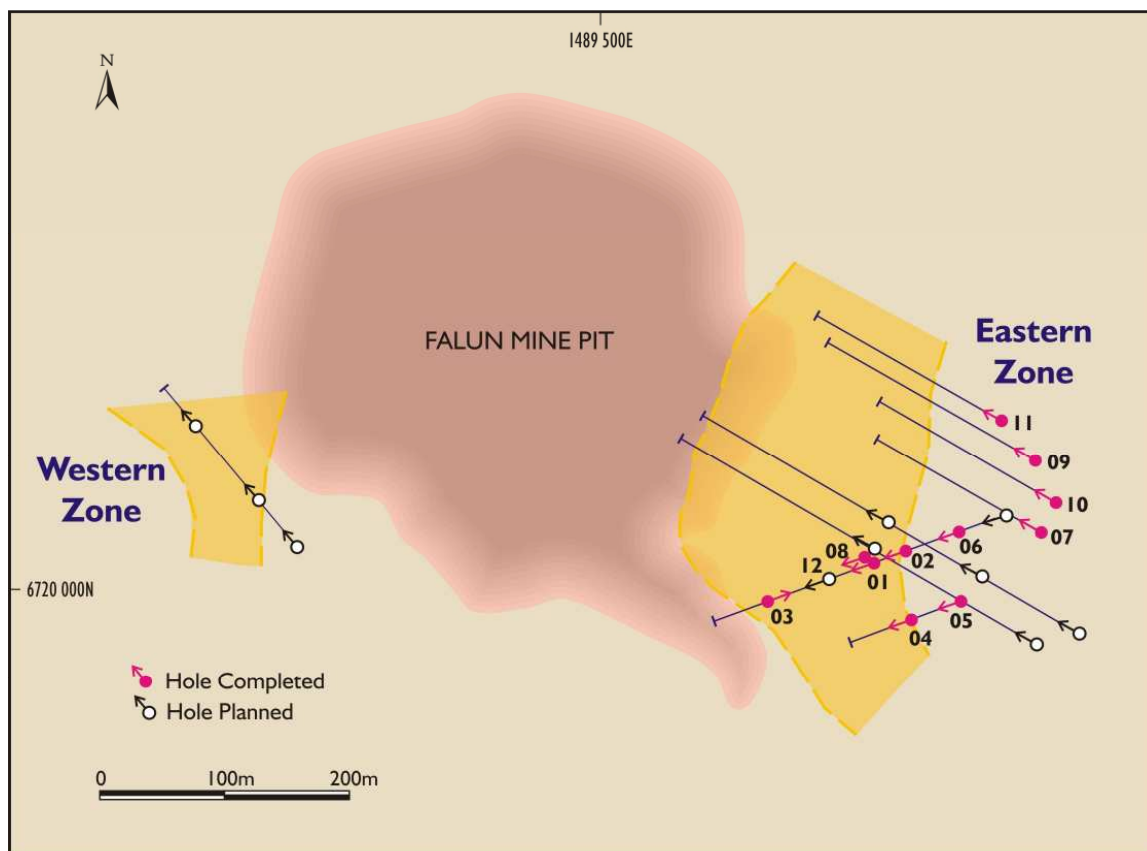 1489 500E
N
FALUN MINE PIT
Eastern
Zone
11
09
Western
Zone
10
07
06
08
02
12
01
6720 000N
03
05
04
Hole Completed
Hole Planned
0 100m 200m